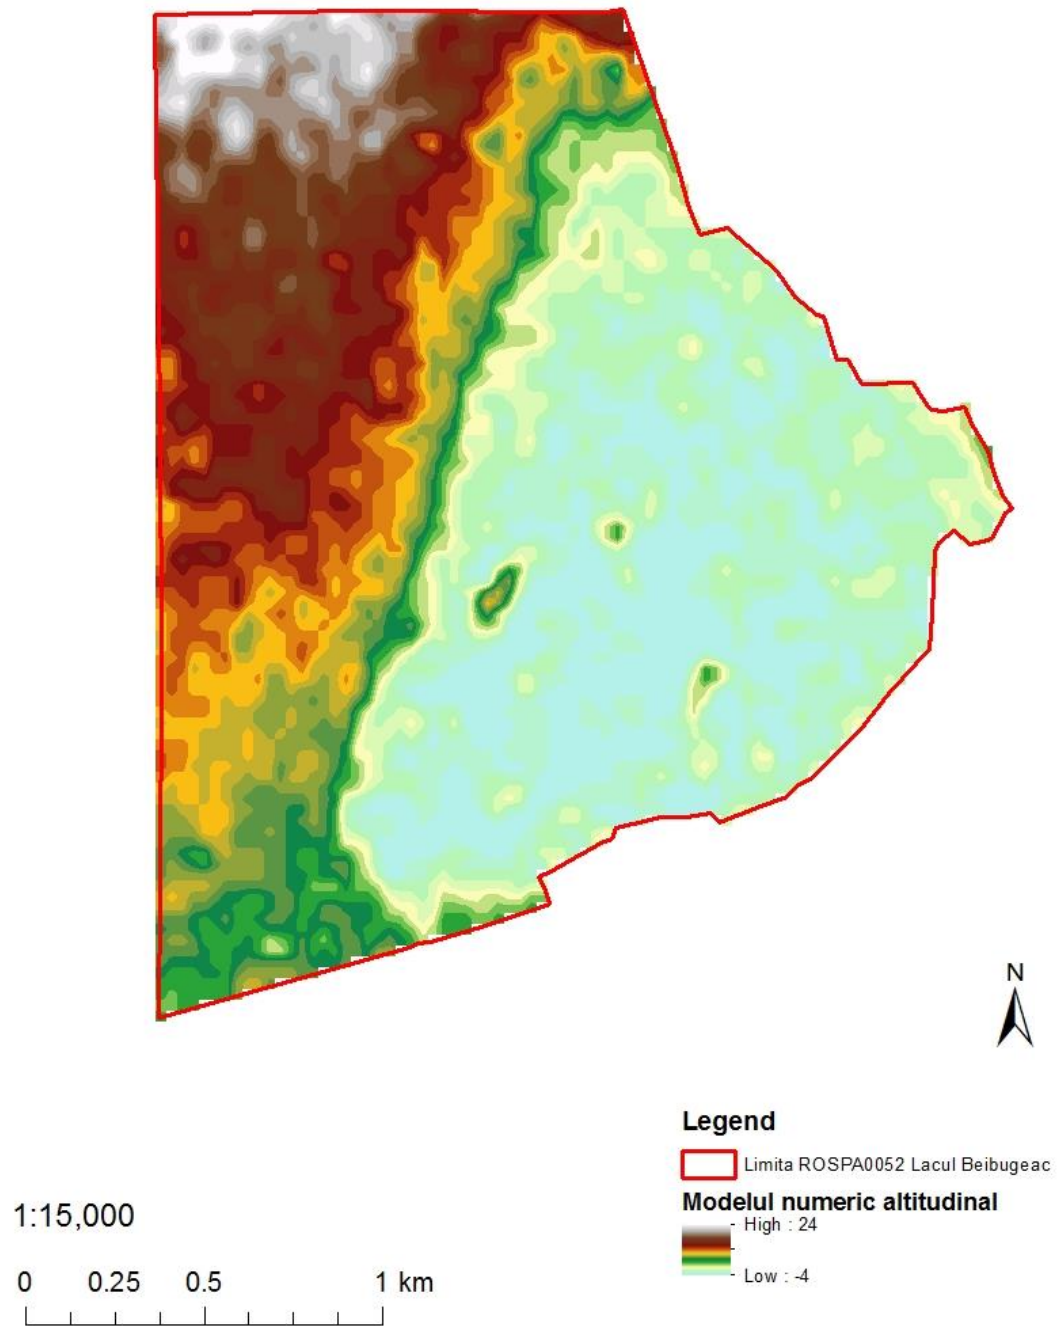 N
Legend
Limita ROSPA0052 Lacul Beibugeac
Modelul numeric altitudinal
High : 24
Low : -4
1:15,000
0 0.25 0.5 1 km